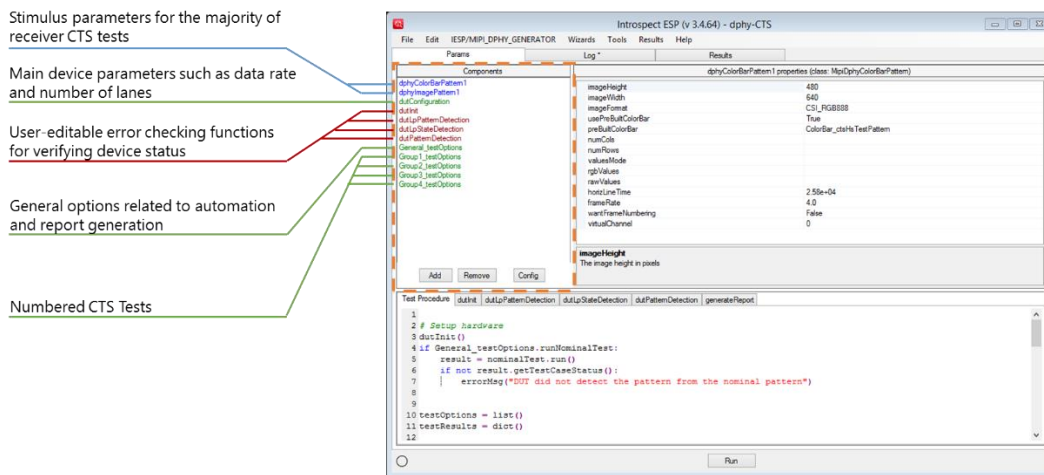 Stimulus parameters for the majority of
receiver CTS tests
Main device parameters such as data rate
and number of lanes
User-editable error checking functions
for verifying device status
General options related to automation
and report generation
Numbered CTS Tests
Introspect ESP (v 3.4.64) - dphy-CTS
File Edit IESP/MIPI_DPHY_GENERATOR Wizards Tools Results Help
Params Log * Results
Components
dphyColorBarPattern1
dphyImagePattern1
dutConfiguration
dutInit
dutLpPatternDetection
dutLpStateDetection
dutPatternDetection
General_testOptions
Group1_testOptions
Group2_testOptions
Group3_testOptions
Group4_testOptions
Add Remove Config
dphyColorBarPattern1 properties (class: MipiDphyColorBarPattern)
imageHeight 480
imageWidth 640
imageFormat CSI_RGB888
usePreBuiltColorBar True
preBuiltColorBar ColorBar_ctsHsTestPattern
numCols
numRows
valuesMode
rgbValues
rawValues
horizLineTime 2.56e+04
frameRate 4.0
wantFrameNumbering False
virtualChannel 0
imageHeight
The image height in pixels
Test Procedure dutInit dutLpPatternDetection dutLpStateDetection dutPatternDetection generateReport
1
2 # Setup hardware
3 dutInit()
4 if General_testOptions.runNominalTest:
5 result = nominalTest.run()
6 if not result.getTestCaseStatus():
7 errorMsg("DUT did not detect the pattern from the nominal pattern")
8
9
10 testOptions = list()
11 testResults = dict()
12
Run